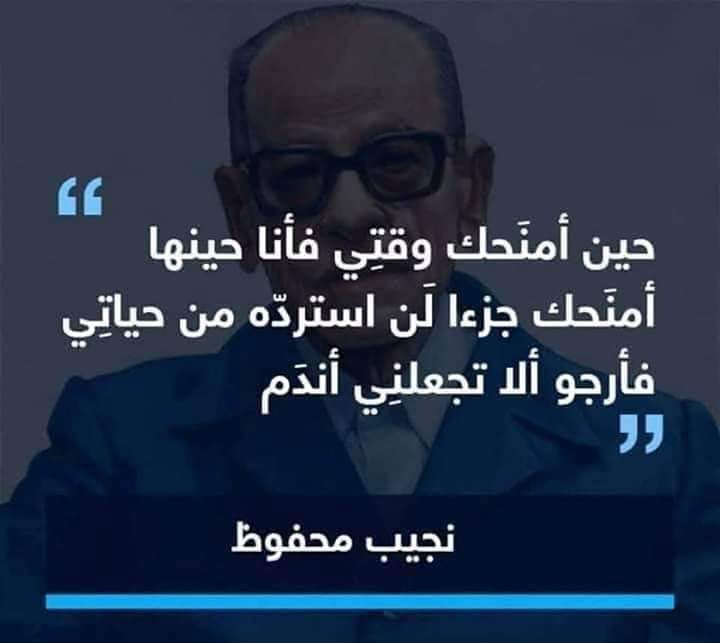 “
حين أمنَحك وقتِي فأنا حينها
أمنَحك جزءا لَن استردّه من حياتِي
فأرجو ألا تجعلنِي أندَم
”
نجيب محفوظ